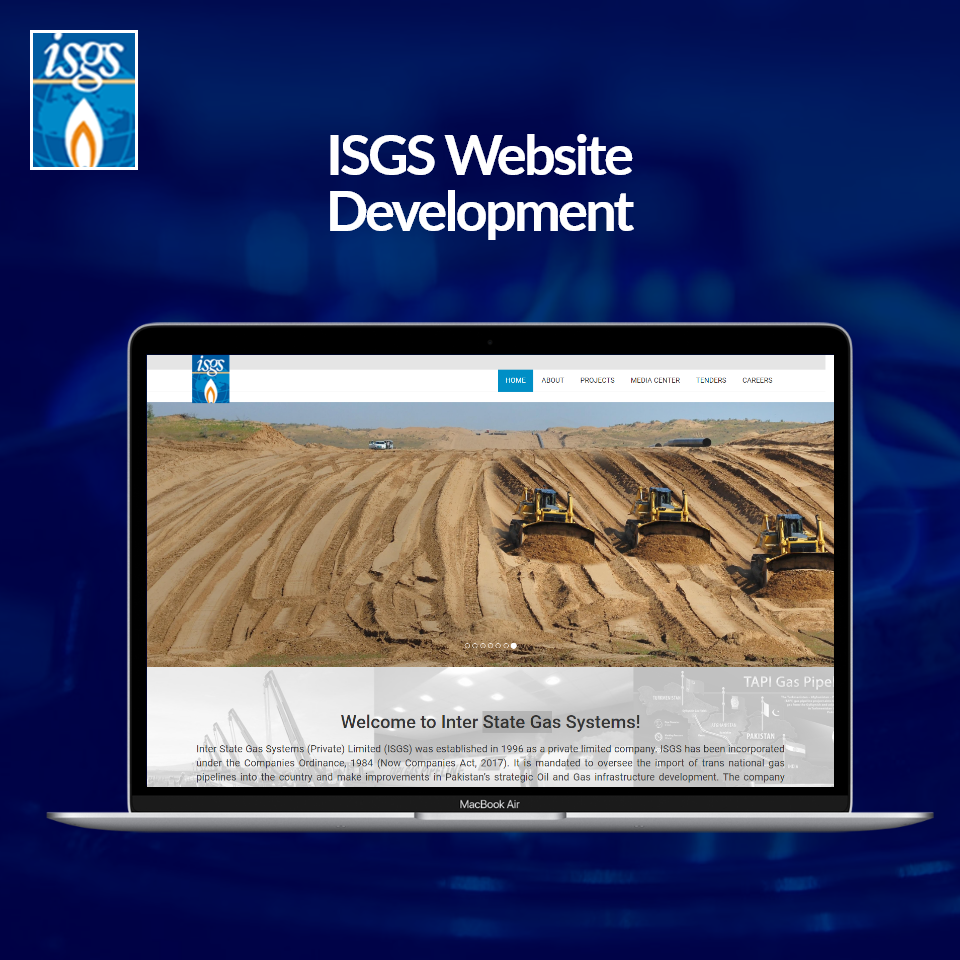 isgs
ISGS Website
Development
isgs
HOME ABOUT PROJECTS MEDIA CENTER TENDERS CAREERS
TAPI Gas Pipel
PAKISTAN
Welcome to Inter State Gas Systems!
Inter State Gas Systems (Private) Limited (ISGS) was established in 1996 as a private limited company. ISGS has been incorporated
under the Companies Ordinance, 1984 (Now Companies Act, 2017). It is mandated to oversee the import of trans national gas
pipelines into the country and make improvements in Pakistan's strategic Oil and Gas infrastructure development. The company
MacBook Air